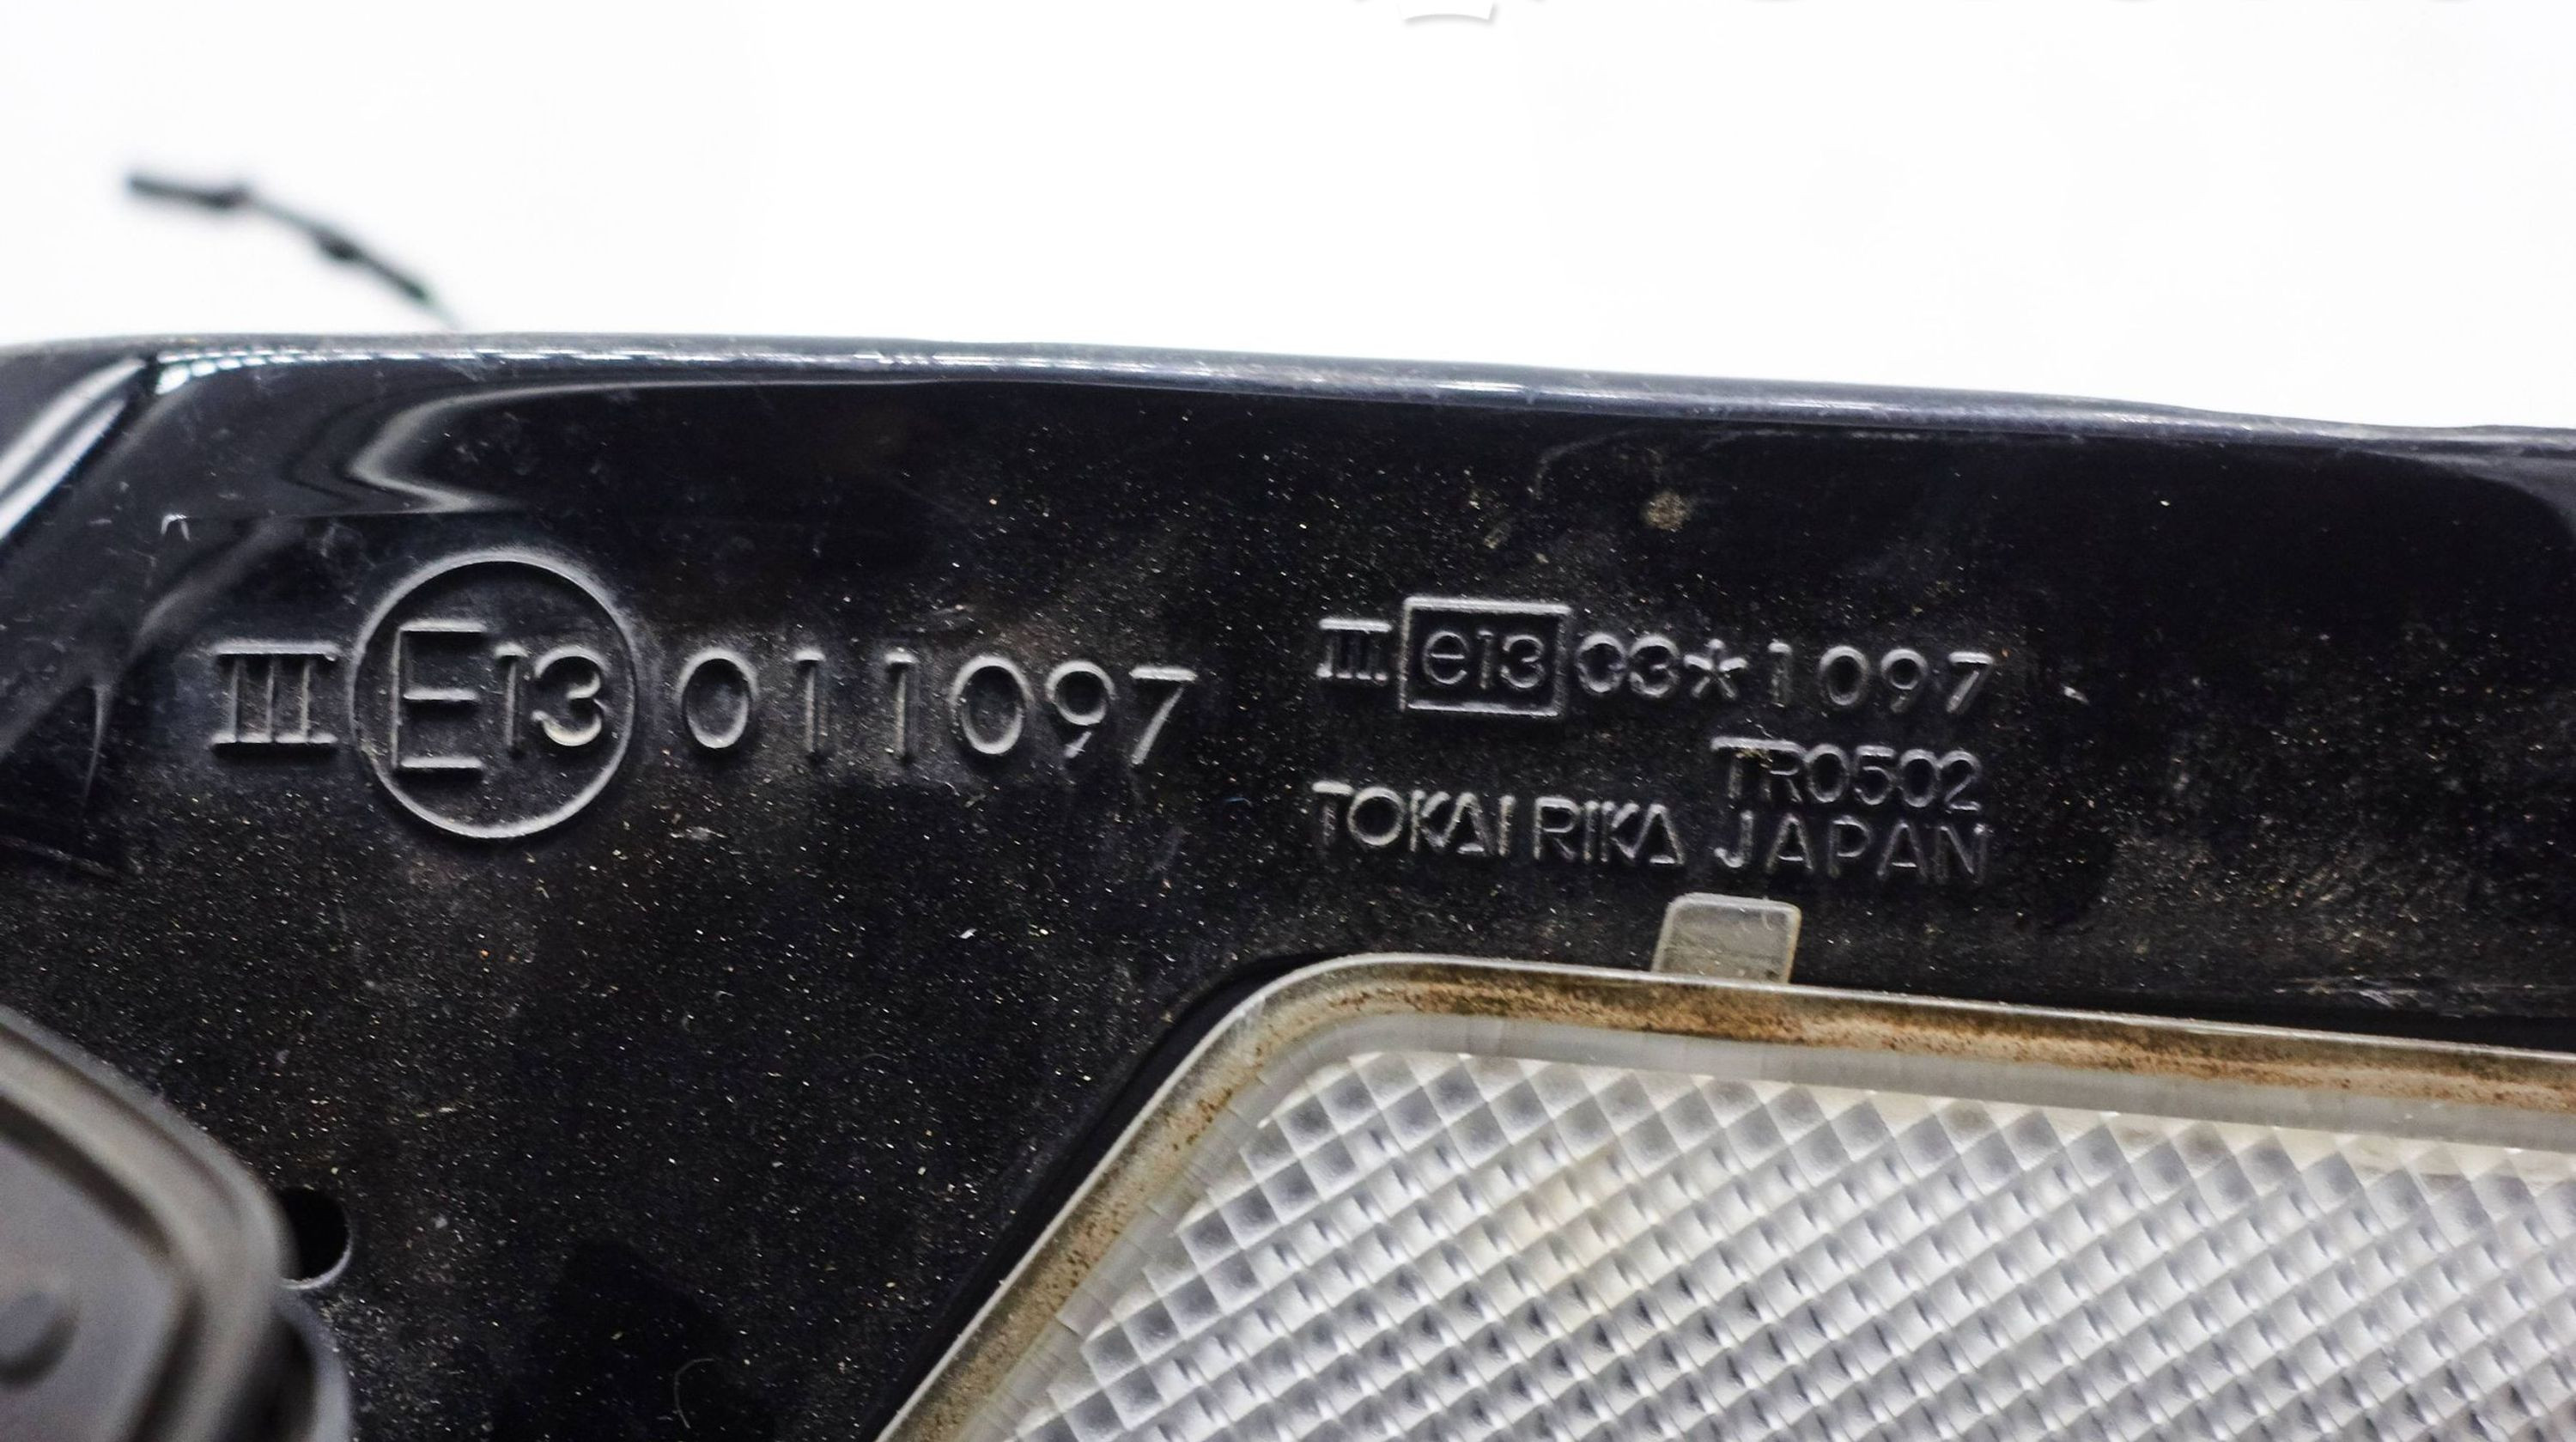 III E13 011097
III e13 03*1097
TR0502
TOKAI RIKA JAPAN